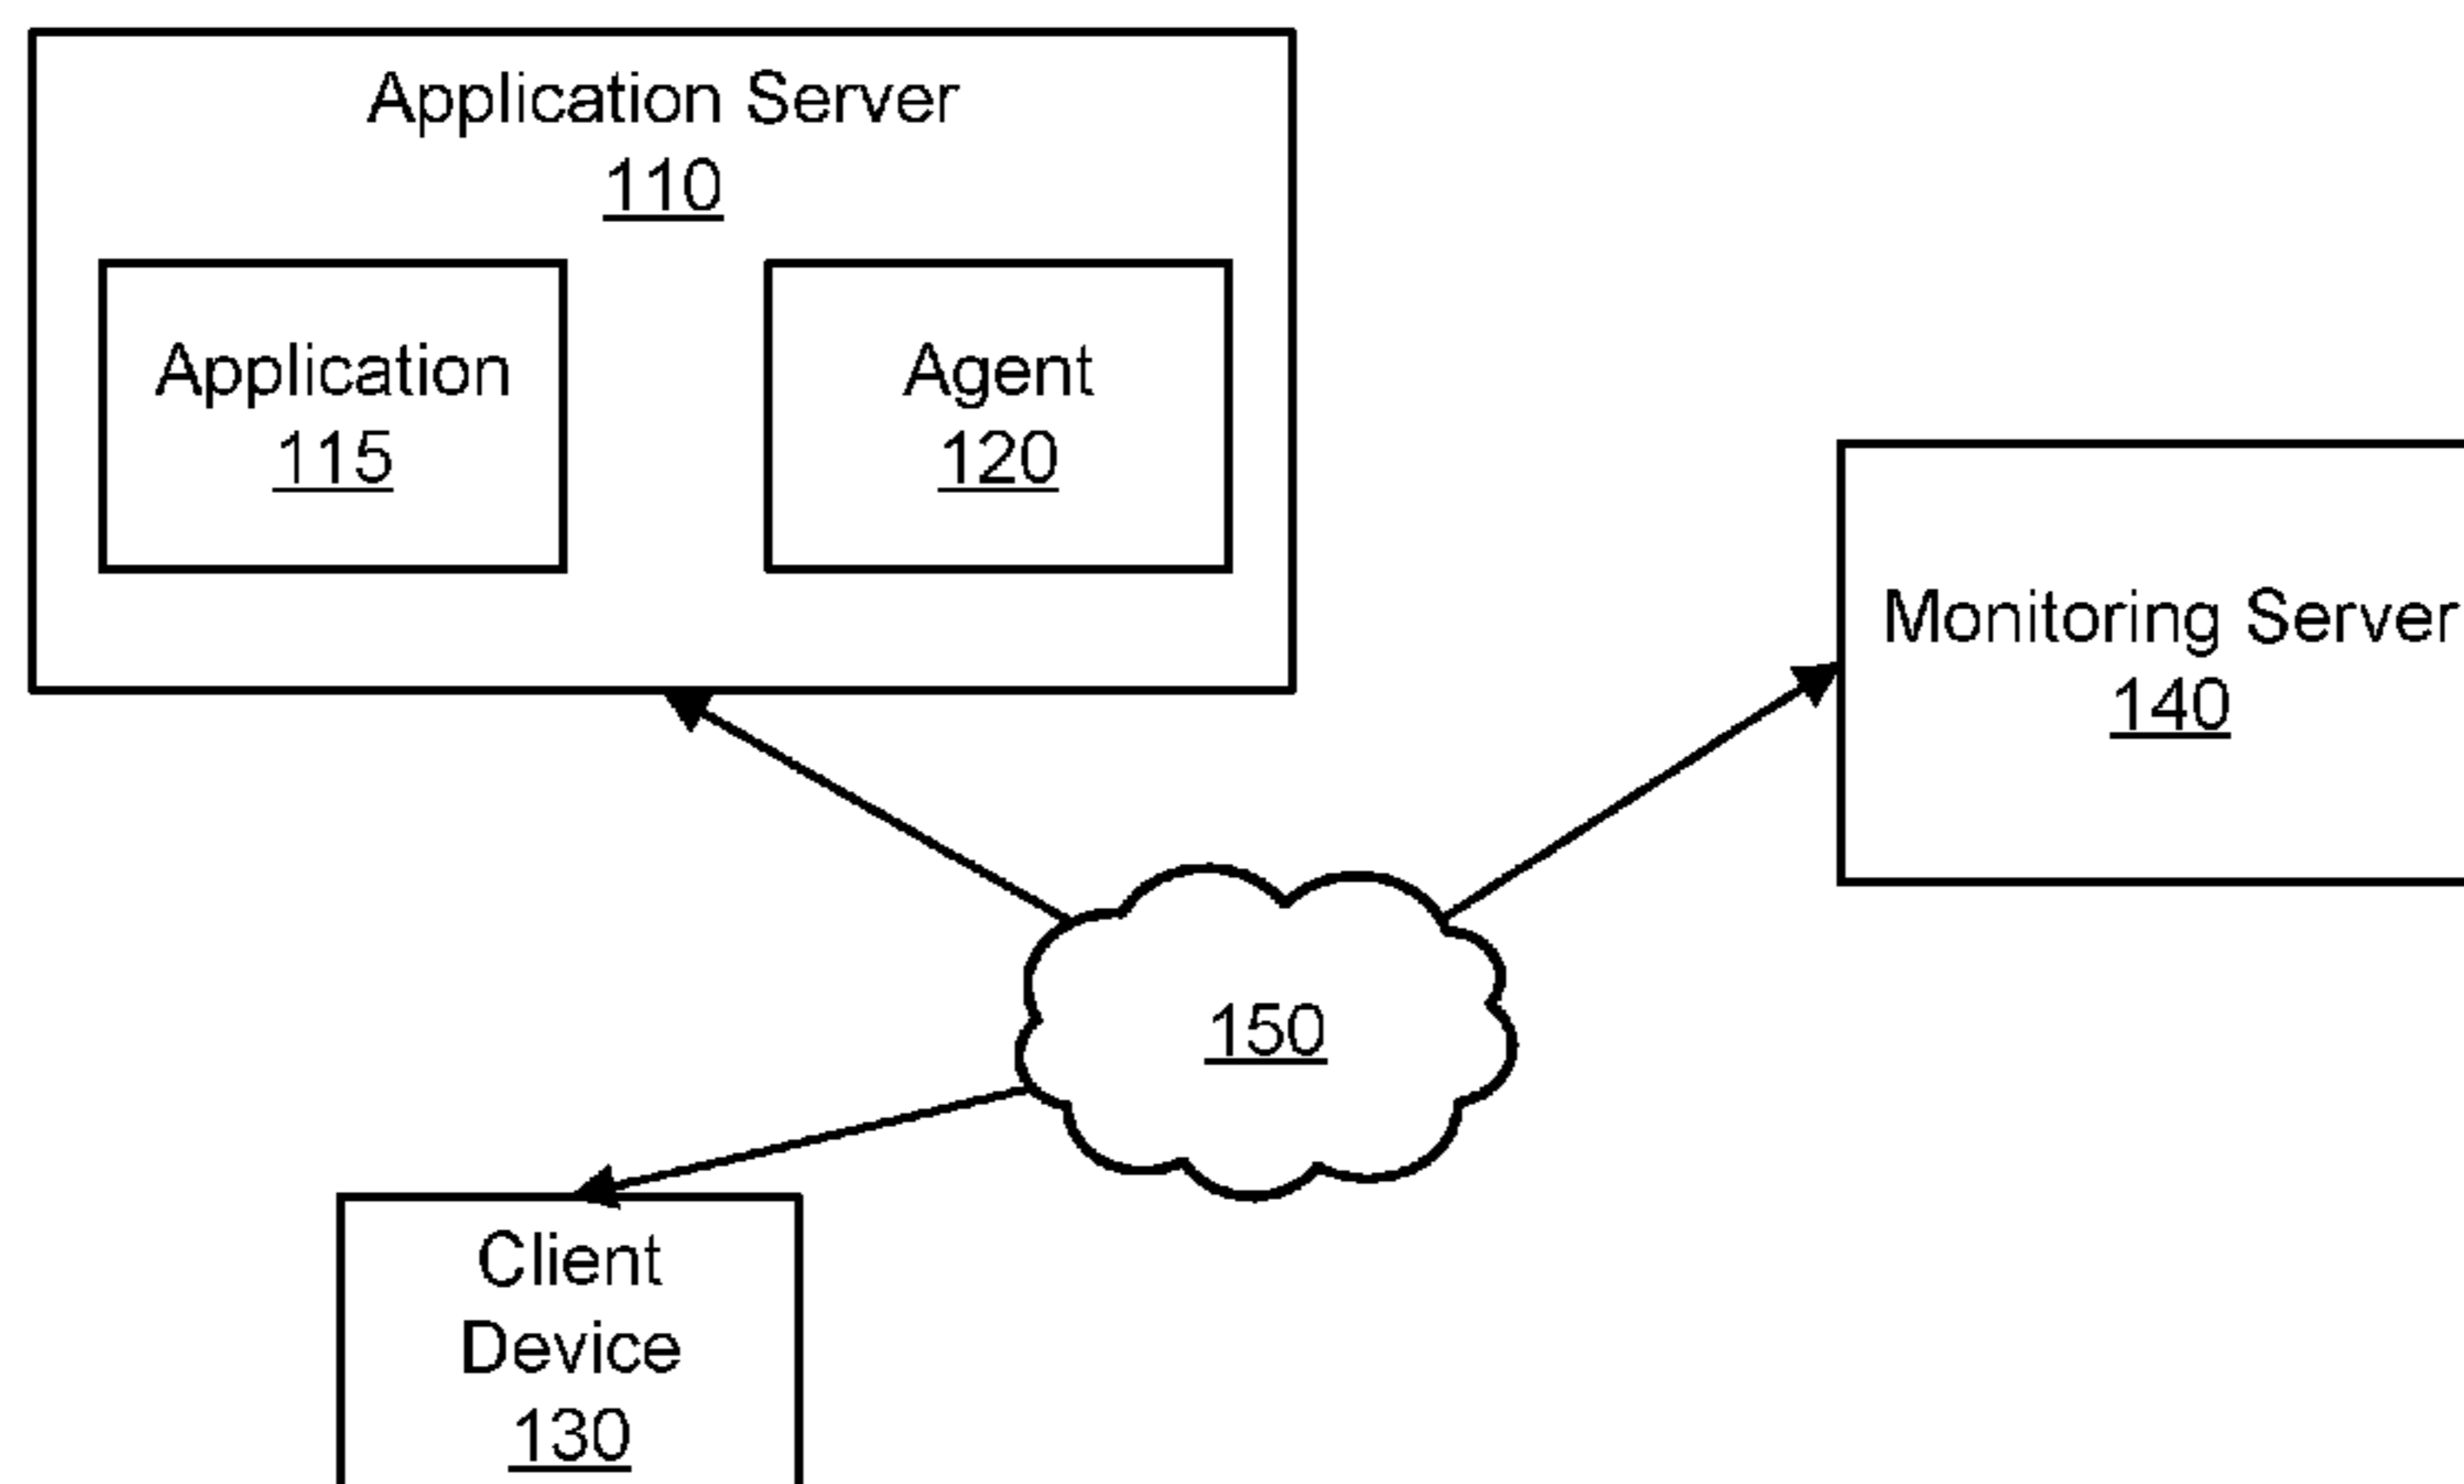 Application Server
110
Application
115
Agent
120
Monitoring Server
140
150
Client
Device
130